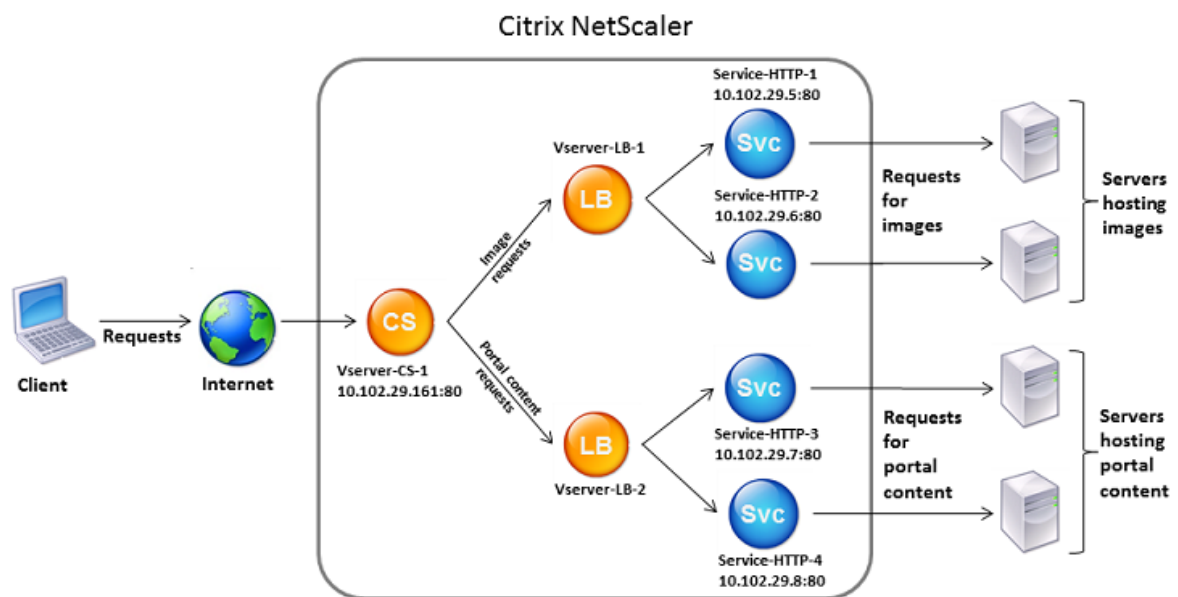 Citrix NetScaler
Service-HTTP-1
10.102.29.5:80
Svc
Vserver-LB-1
LB
Service-HTTP-2
10.102.29.6:80
Svc
Requests
for
images
Servers
hosting
images
Image
requests
Requests
Client
Internet
CS
Vserver-CS-1
10.102.29.161:80
Portal content
requests
LB
Vserver-LB-2
Svc
Service-HTTP-3
10.102.29.7:80
Svc
Service-HTTP-4
10.102.29.8:80
Requests
for
portal
content
Servers
hosting
portal
content